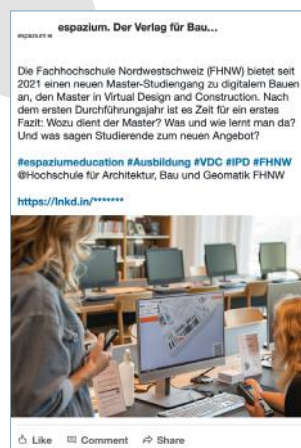 espazium. Der Verlag für Bau...
espazium
Die Fachhochschule Nordwestschweiz (FHNW) bietet seit
2021 einen neuen Master-Studiengang zu digitalem Bauen
an, den Master in Virtual Design and Construction. Nach
dem ersten Durchführungsjahr ist es Zeit für ein erstes
Fazit: Wozu dient der Master? Was und wie lernt man da?
Und was sagen Studierende zum neuen Angebot?
#espaziumeducation #Ausbildung #VDC #IPD #FHNW
@Hochschule für Architektur, Bau und Geomatik FHNW
https://lnkd.in/*******
Like Comment Share